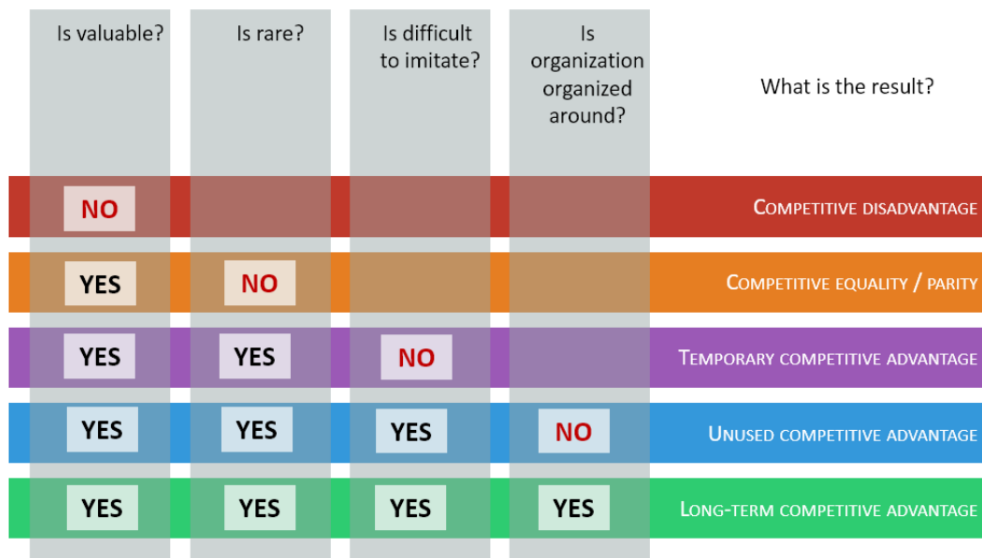 Is valuable?
Is rare?
Is difficult
to imitate?
Is
organization
organized
around?
What is the result?
NO
COMPETITIVE DISADVANTAGE
YES
NO
COMPETITIVE EQUALITY / PARITY
YES
YES
NO
TEMPORARY COMPETITIVE ADVANTAGE
YES
YES
YES
NO
UNUSED COMPETITIVE ADVANTAGE
YES
YES
YES
YES
LONG-TERM COMPETITIVE ADVANTAGE